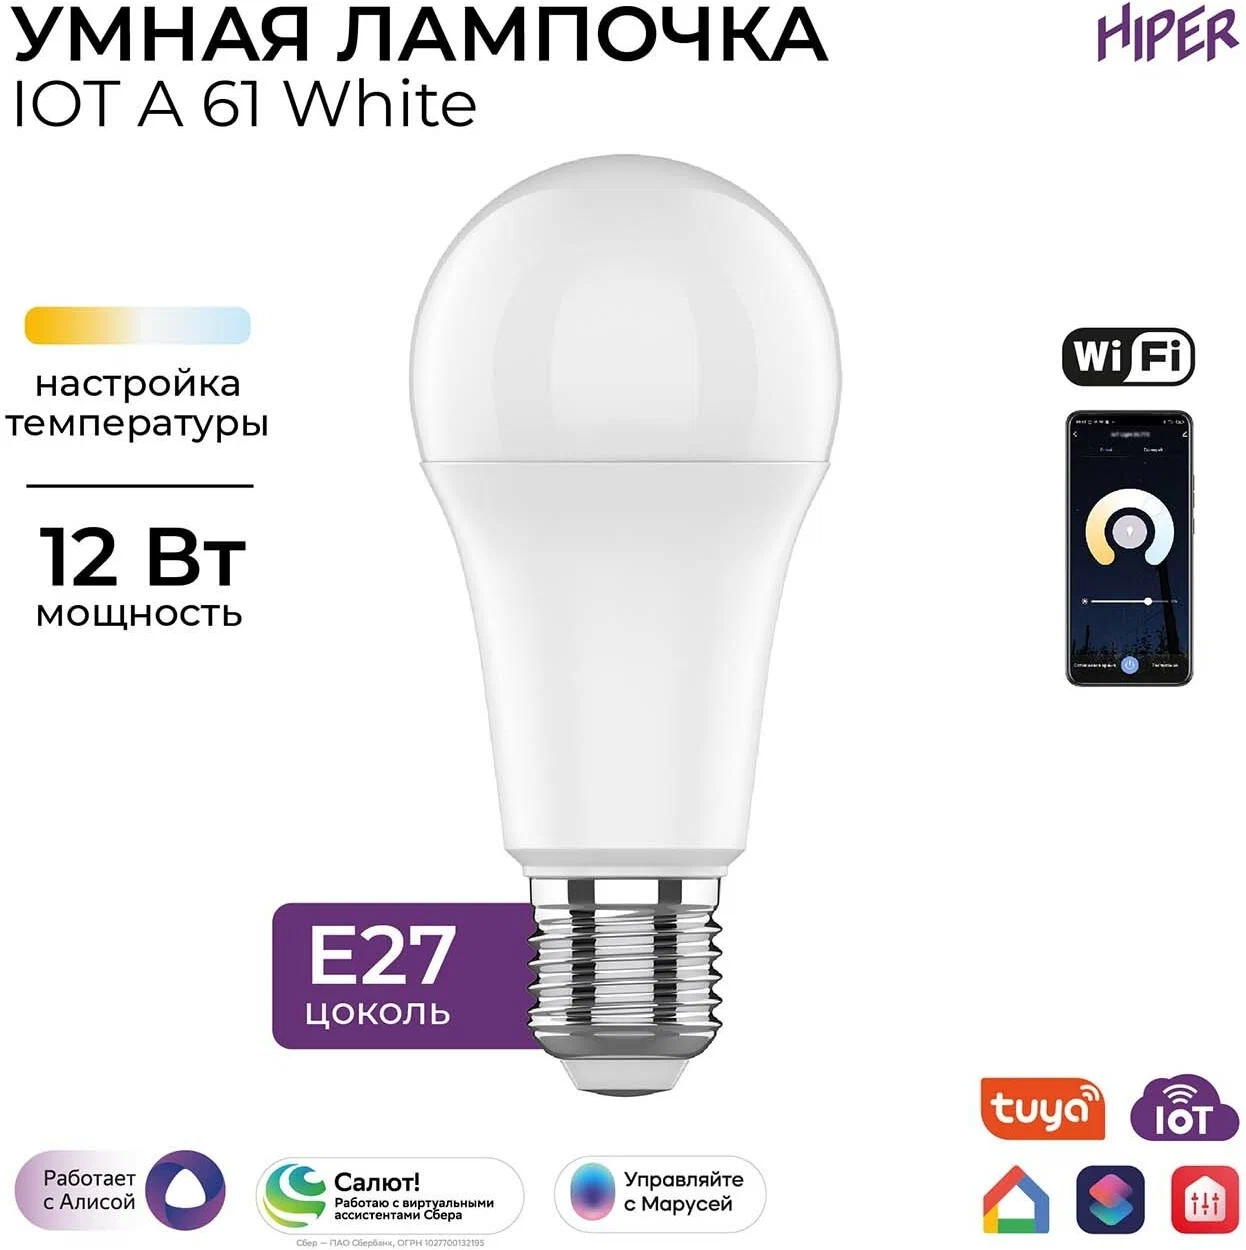 УМНАЯ ЛАМПОЧКА
IOT A 61 White
HIPER
настройка
температуры
12 Вт
мощность
Wi Fi
E27
цоколь
tuya
IOT
Работает
с Алисой
Салют!
Работаю с виртуальными
ассистентами Сбера
Управляйте
с Марусей
Сбер — ПАО Сбербанк, ОГРН 1027700132195